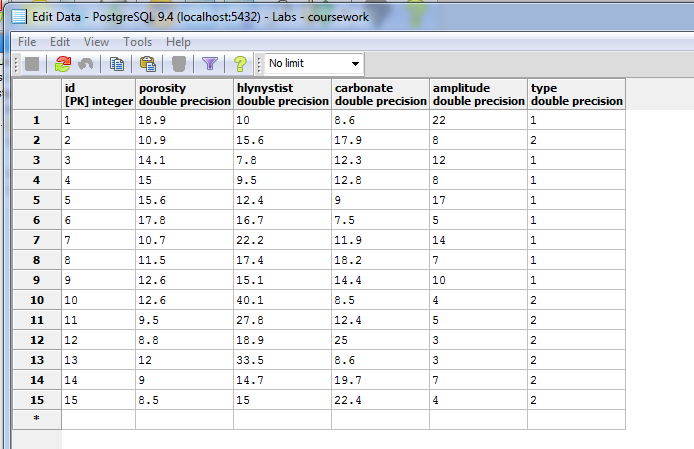 Edit Data - PostgreSQL 9.4 (localhost:5432) - Labs - coursework
File Edit View Tools Help
No limit
id porosity hlynystist carbonate amplitude type
[PK] integer double precision double precision double precision double precision double precision
1 1 18.9 10 8.6 22 1
2 2 10.9 15.6 17.9 8 2
3 3 14.1 7.8 12.3 12 1
4 4 15 9.5 12.8 8 1
5 5 15.6 12.4 9 17 1
6 6 17.8 16.7 7.5 5 1
7 7 10.7 22.2 11.9 14 1
8 8 11.5 17.4 18.2 7 1
9 9 12.6 15.1 14.4 10 1
10 10 12.6 40.1 8.5 4 2
11 11 9.5 27.8 12.4 5 2
12 12 8.8 18.9 25 3 2
13 13 12 33.5 8.6 3 2
14 14 9 14.7 19.7 7 2
15 15 8.5 15 22.4 4 2
*